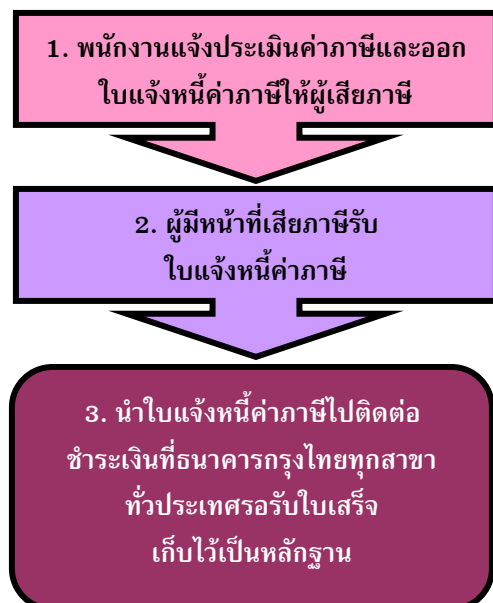 1. พนักงานแจ้งประเมินค่าภาษีและออก
ใบแจ้งหนี้ค่าภาษีให้ผู้เสียภาษี
2. ผู้มีหน้าที่เสียภาษีรับ
ใบแจ้งหนี้ค่าภาษี
3. นำใบแจ้งหนี้ค่าภาษีไปติดต่อ
ชำระเงินที่ธนาคารกรุงไทยทุกสาขา
ทั่วประเทศรอรับใบเสร็จ
เก็บไว้เป็นหลักฐาน